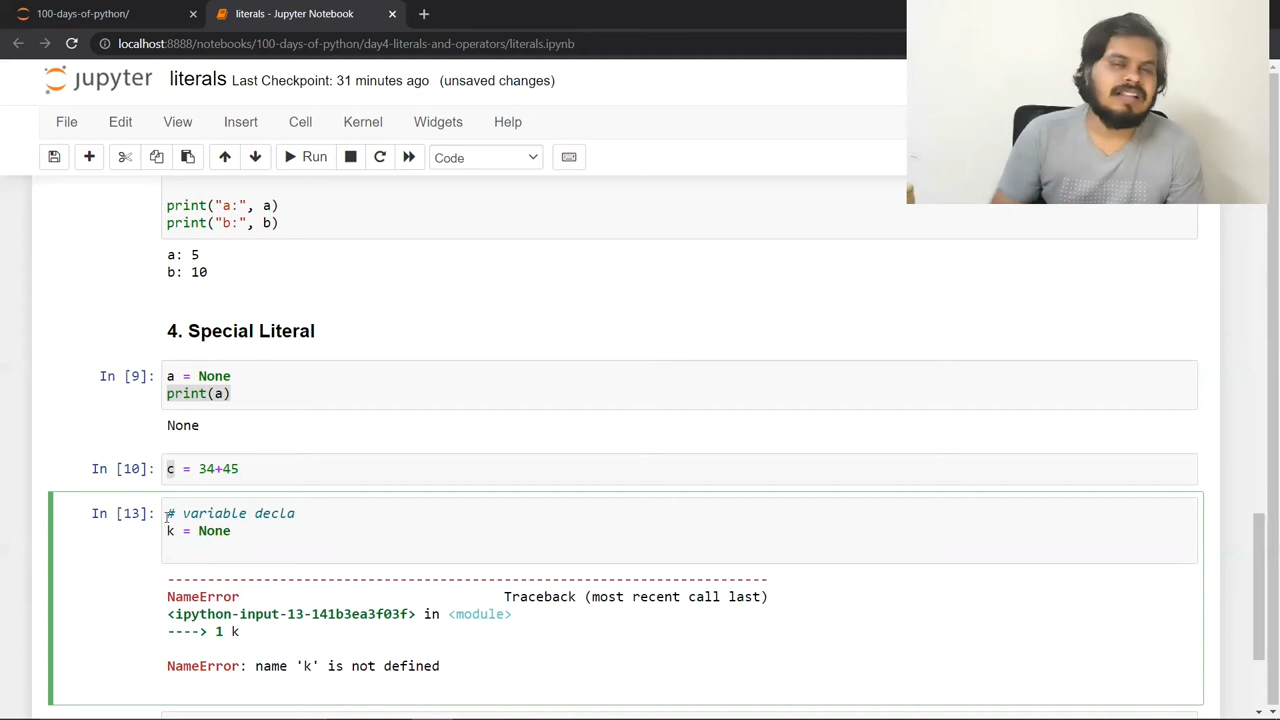 100-days-of-python/
literals - Jupyter Notebook
localhost:8888/notebooks/100-days-of-python/day4-literals-and-operators/literals.ipynb
jupyter literals Last Checkpoint: 31 minutes ago (unsaved changes)
File Edit View Insert Cell Kernel Widgets Help
Run Code
print("a:", a)
print("b:", b)
a: 5
b: 10
4. Special Literal
In [9]: a = None
print(a)
None
In [10]: c = 34+45
In [13]: # variable decla
k = None
---------------------------------------------------------------------------
NameError Traceback (most recent call last)
<ipython-input-13-141b3ea3f03f> in <module>
----> 1 k
NameError: name 'k' is not defined